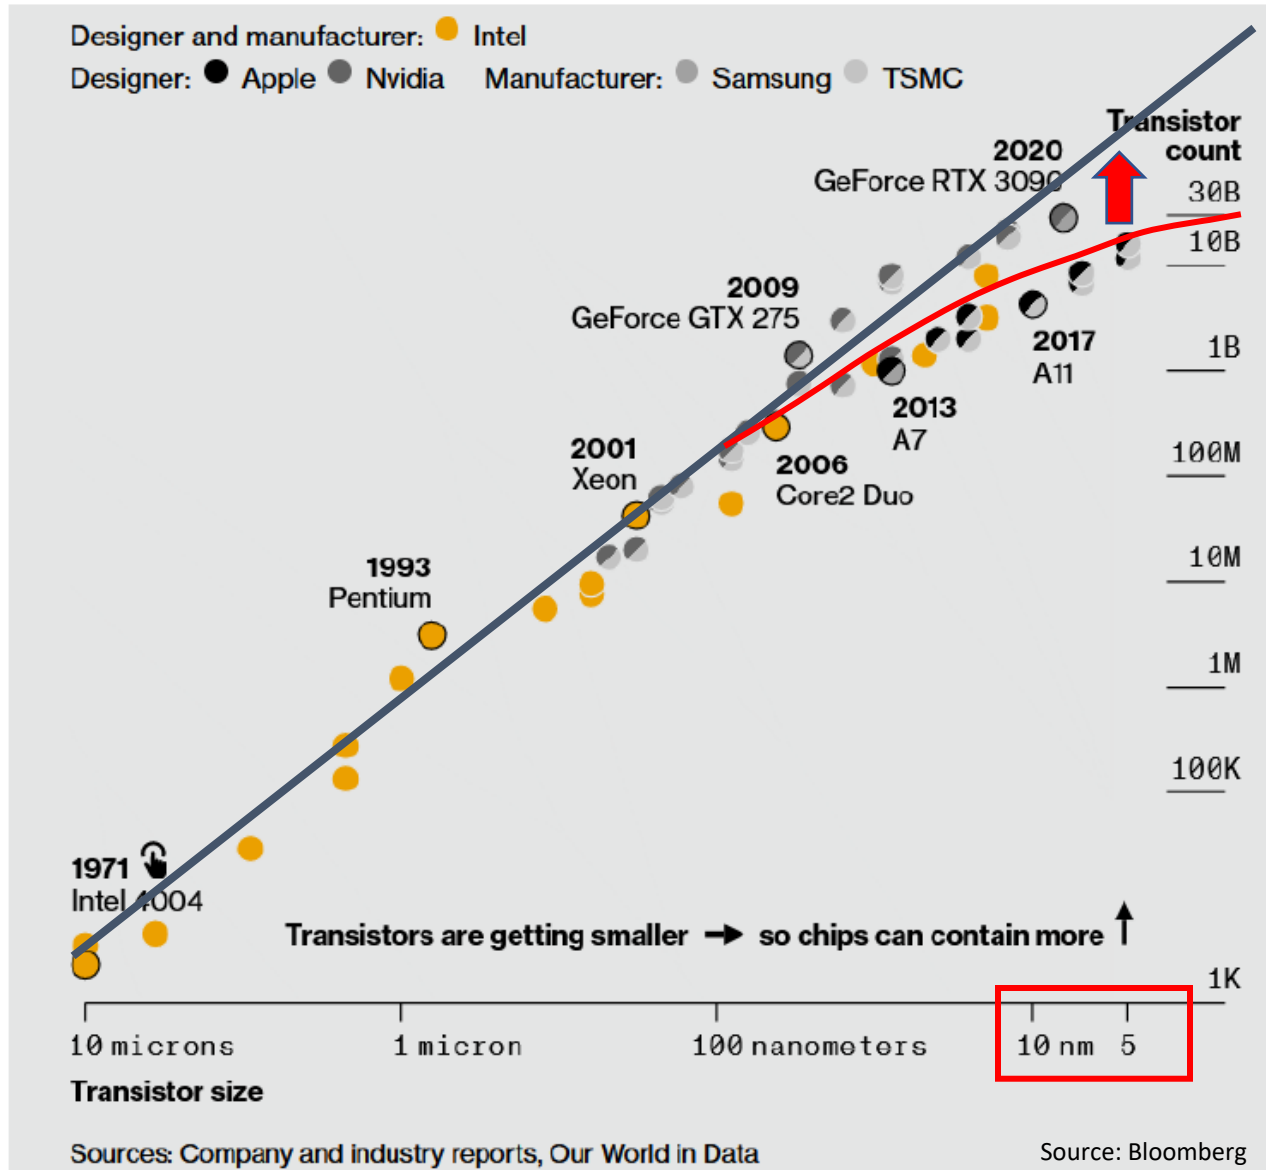 Designer and manufacturer: Intel
Designer: Apple Nvidia Manufacturer: Samsung TSMC
Transistor
count
2020
GeForce RTX 3090
30B
10B
2009
GeForce GTX 275
2017
A11
1B
2013
A7
2001
Xeon
2006
Core2 Duo
100M
1993
Pentium
10M
1M
100K
1971
Intel 4004
Transistors are getting smaller → so chips can contain more ↑
1K
10 microns 1 micron 100 nanometers 10 nm 5
Transistor size
Sources: Company and industry reports, Our World in Data
Source: Bloomberg